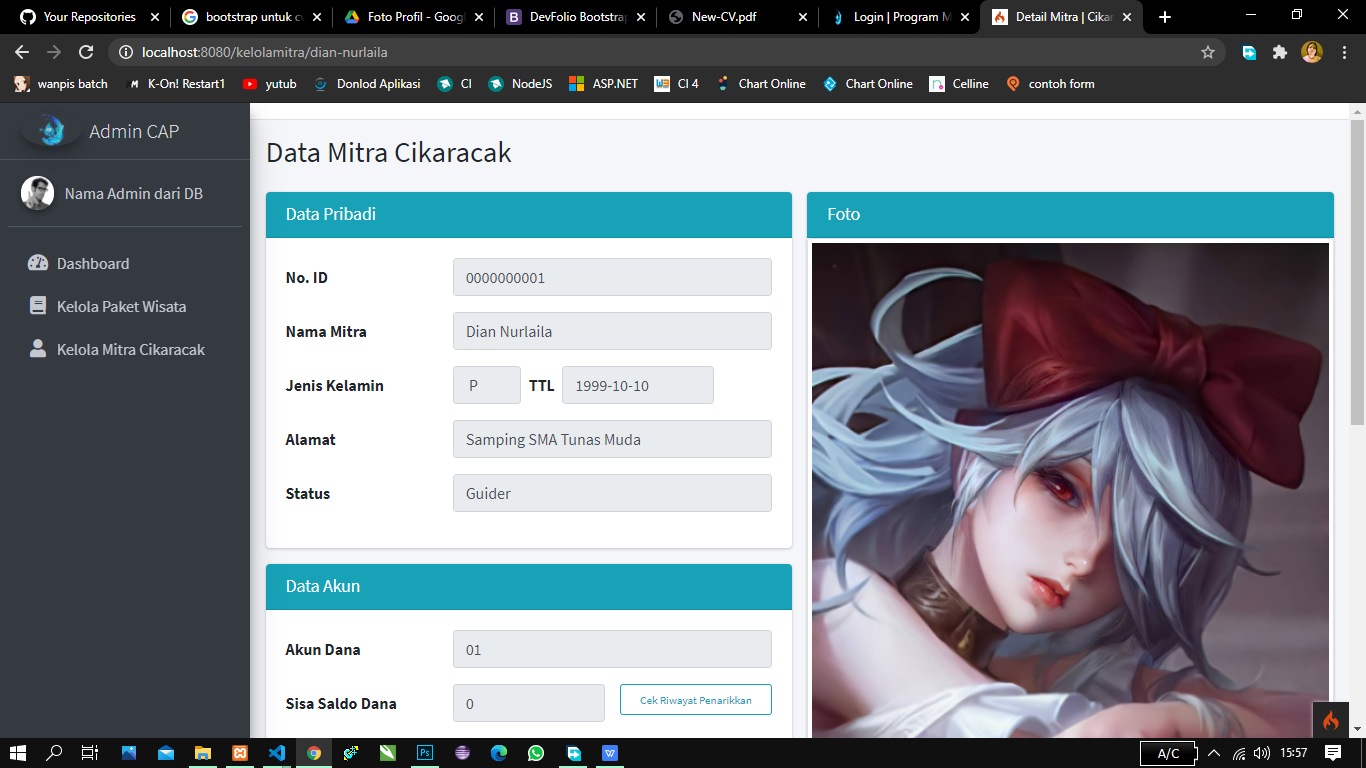 Your Repositories
bootstrap untuk cv
Foto Profil - Goog
DevFolio Bootstrap
New-CV.pdf
Login | Program M
Detail Mitra | Cikar
localhost:8080/kelolamitra/dian-nurlaila
wanpis batch
K-On! Restart1
yutub
Donlod Aplikasi
CI
NodeJS
ASP.NET
CI 4
Chart Online
Chart Online
Celline
contoh form
Admin CAP
Nama Admin dari DB
Dashboard
Kelola Paket Wisata
Kelola Mitra Cikaracak
Data Mitra Cikaracak
Data Pribadi
No. ID 0000000001
Nama Mitra Dian Nurlaila
Jenis Kelamin P TTL 1999-10-10
Alamat Samping SMA Tunas Muda
Status Guider
Data Akun
Akun Dana 01
Sisa Saldo Dana 0 Cek Riwayat Penarikkan
Foto
A/C
15:57